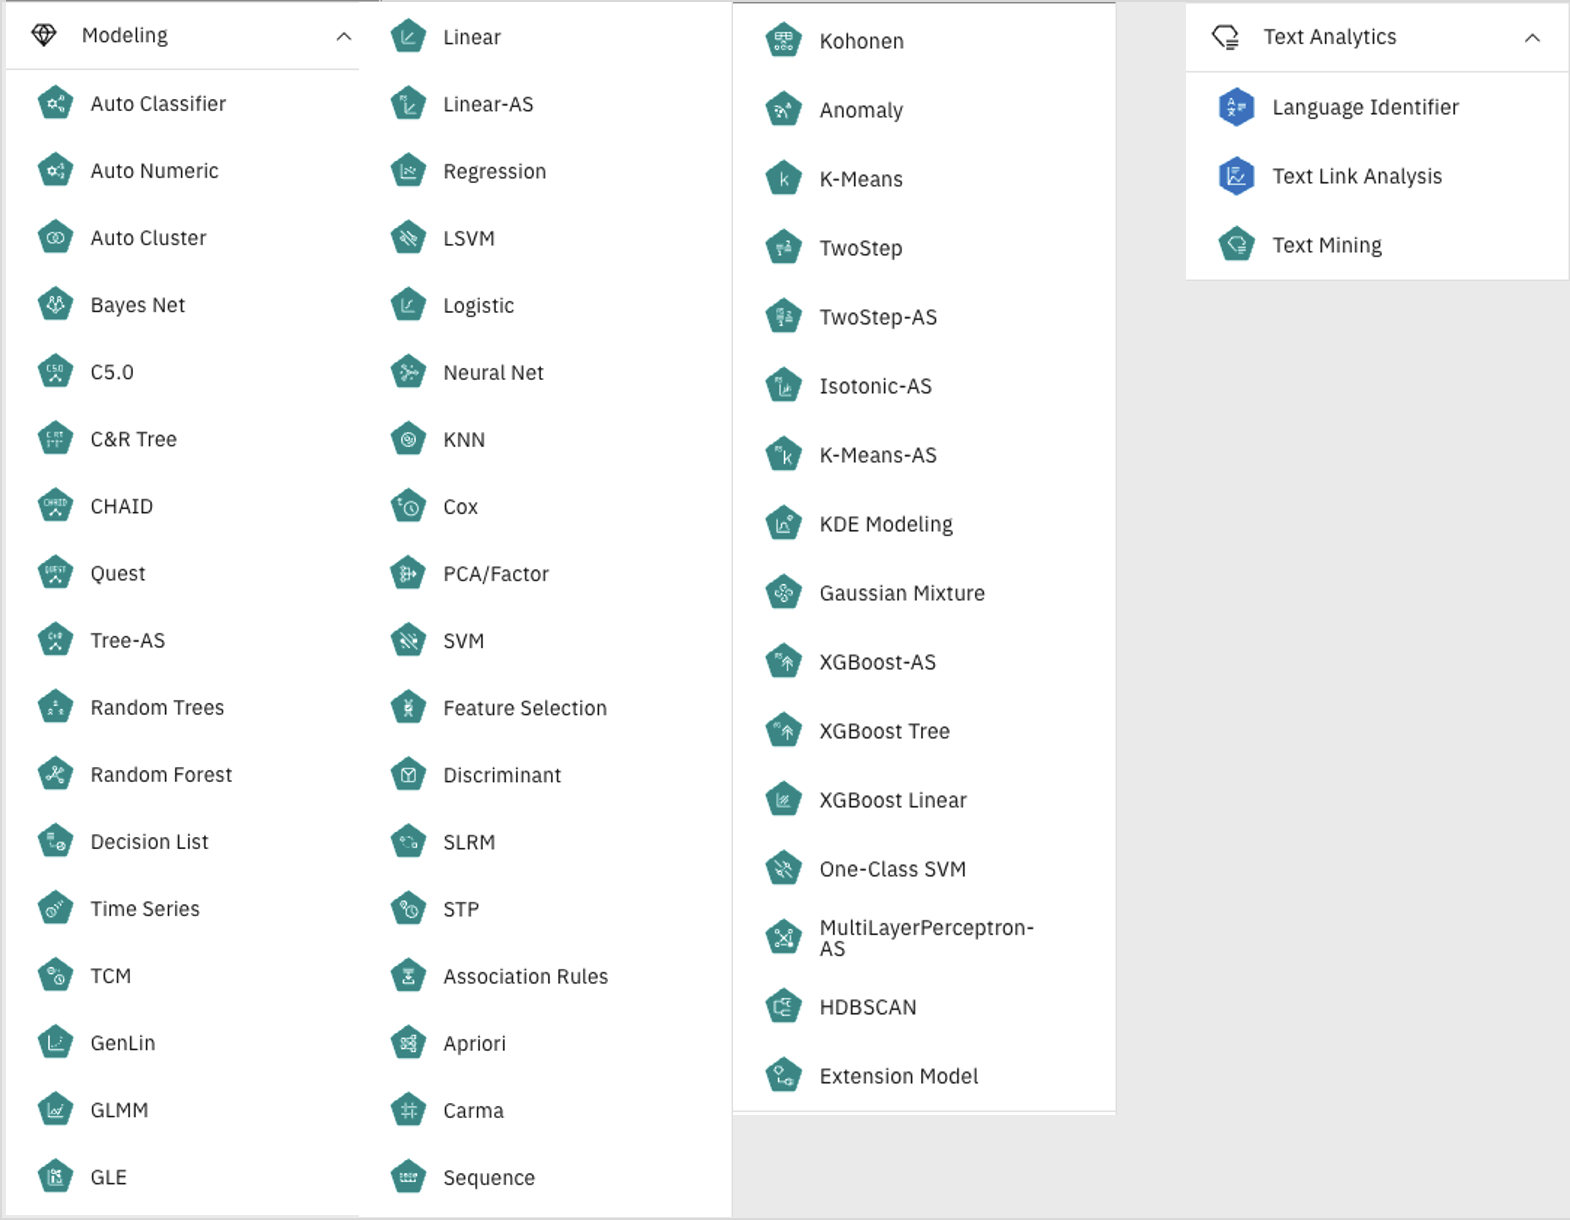 Modeling
Auto Classifier
Auto Numeric
Auto Cluster
Bayes Net
C5.0
C&R Tree
CHAID
Quest
Tree-AS
Random Trees
Random Forest
Decision List
Time Series
TCM
GenLin
GLMM
GLE
Linear
Linear-AS
Regression
LSVM
Logistic
Neural Net
KNN
Cox
PCA/Factor
SVM
Feature Selection
Discriminant
SLRM
STP
Association Rules
Apriori
Carma
Sequence
Kohonen
Anomaly
K-Means
TwoStep
TwoStep-AS
Isotonic-AS
K-Means-AS
KDE Modeling
Gaussian Mixture
XGBoost-AS
XGBoost Tree
XGBoost Linear
One-Class SVM
MultiLayerPerceptron-
AS
HDBSCAN
Extension Model
Text Analytics
Language Identifier
Text Link Analysis
Text Mining